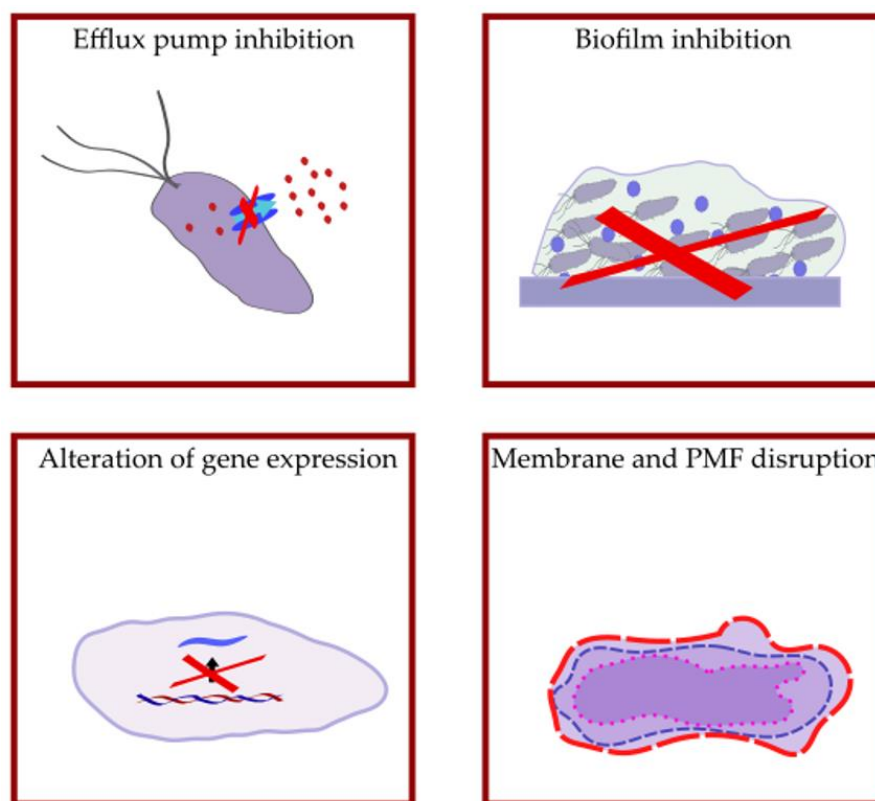 Efflux pump inhibition
Biofilm inhibition
Alteration of gene expression
Membrane and PMF disruption